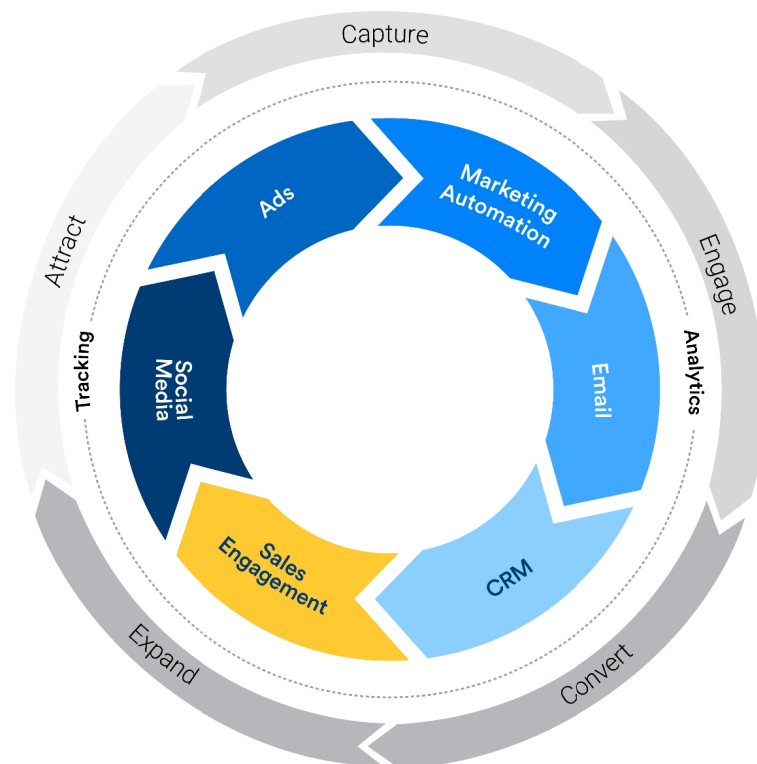 Capture
Engage
Convert
Expand
Attract
Tracking
Analytics
Ads
Marketing
Automation
Email
CRM
Sales
Engagement
Social
Media